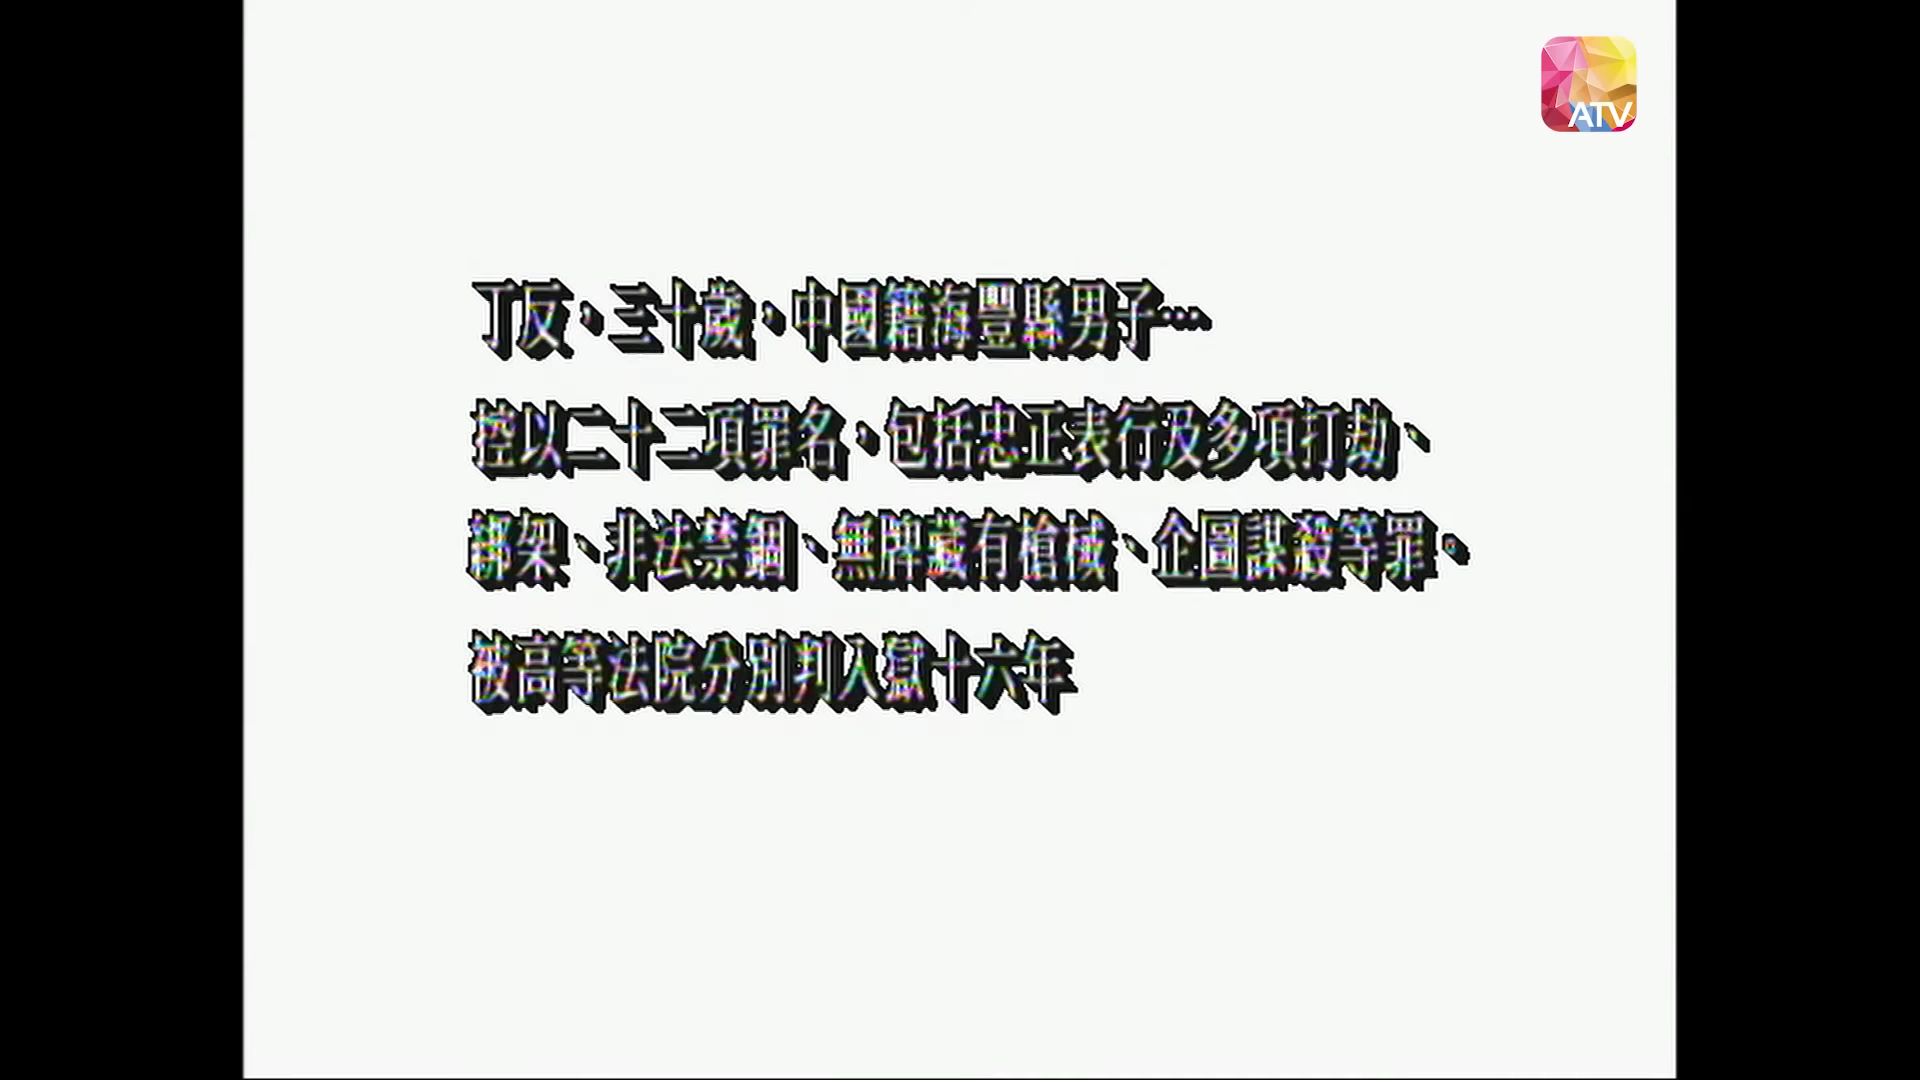 ATV
丁反、三十歲、中國籍海豐縣男子…
控以二十二項罪名、包括忠正表行及多項打劫、
綁架、非法禁錮、無牌藏有槍械、企圖謀殺等罪、
被高等法院分別判入獄十六年